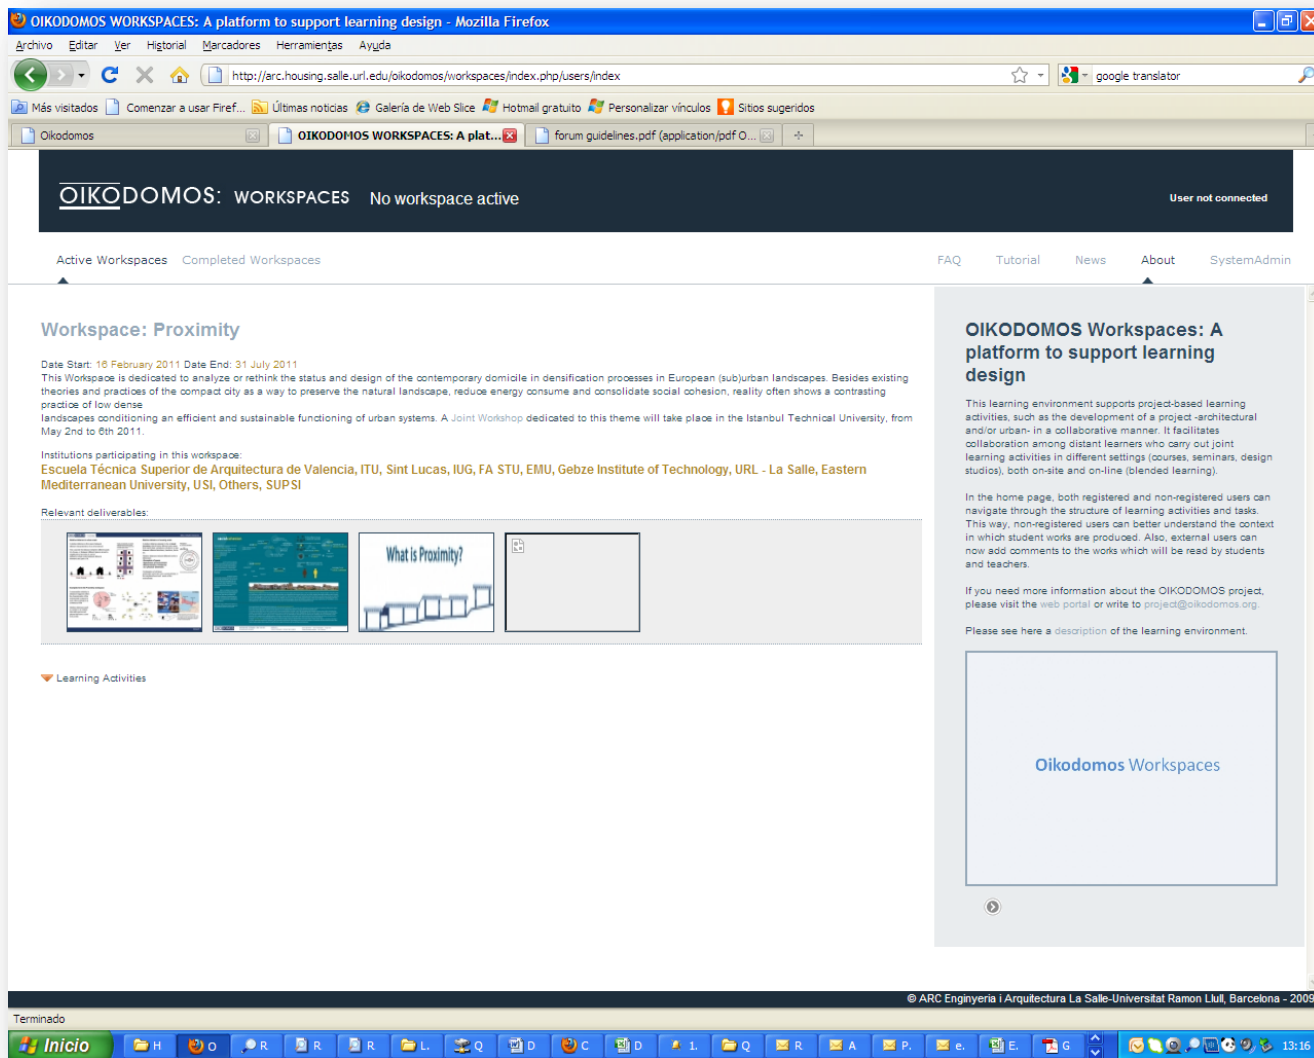 OIKODOMOS WORKSPACES: A platform to support learning design - Mozilla Firefox
Archivo Editar Ver Historial Marcadores Herramientas Ayuda
http://arc.housing.salle.url.edu/oikodomos/workspaces/index.php/users/index
google translator
Más visitados Comenzar a usar Firef... Últimas noticias Galería de Web Slice Hotmail gratuito Personalizar vínculos Sitios sugeridos
Oikodomos
OIKODOMOS WORKSPACES: A plat...
forum guidelines.pdf (application/pdf O...
OIKODOMOS: WORKSPACES No workspace active
User not connected
Active Workspaces Completed Workspaces
FAQ Tutorial News About SystemAdmin
Workspace: Proximity
Date Start: 16 February 2011 Date End: 31 July 2011
This Workspace is dedicated to analyze or rethink the status and design of the contemporary domicile in densification processes in European (sub)urban landscapes. Besides existing
theories and practices of the compact city as a way to preserve the natural landscape, reduce energy consume and consolidate social cohesion, reality often shows a contrasting
practice of low dense
landscapes conditioning an efficient and sustainable functioning of urban systems. A Joint Workshop dedicated to this theme will take place in the Istanbul Technical University, from
May 2nd to 6th 2011.
Institutions participating in this workspace:
Escuela Técnica Superior de Arquitectura de Valencia, ITU, Sint Lucas, IUG, FA STU, EMU, Gebze Institute of Technology, URL - La Salle, Eastern
Mediterranean University, USI, Others, SUPSI
Relevant deliverables:
What is Proximity?
Learning Activities
OIKODOMOS Workspaces: A
platform to support learning
design
This learning environment supports project-based learning
activities, such as the development of a project -architectural
and/or urban- in a collaborative manner. It facilitates
collaboration among distant learners who carry out joint
learning activities in different settings (courses, seminars, design
studios), both on-site and on-line (blended learning).
In the home page, both registered and non-registered users can
navigate through the structure of learning activities and tasks.
This way, non-registered users can better understand the context
in which student works are produced. Also, external users can
now add comments to the works which will be read by students
and teachers.
If you need more information about the OIKODOMOS project,
please visit the web portal or write to project@oikodomos.org.
Please see here a description of the learning environment.
Oikodomos Workspaces
© ARC Enginyeria i Arquitectura La Salle-Universitat Ramon Llull, Barcelona - 2009
Terminado
Inicio H O R R R L. Q D C D 1. Q R A P. e. E. G 13:16